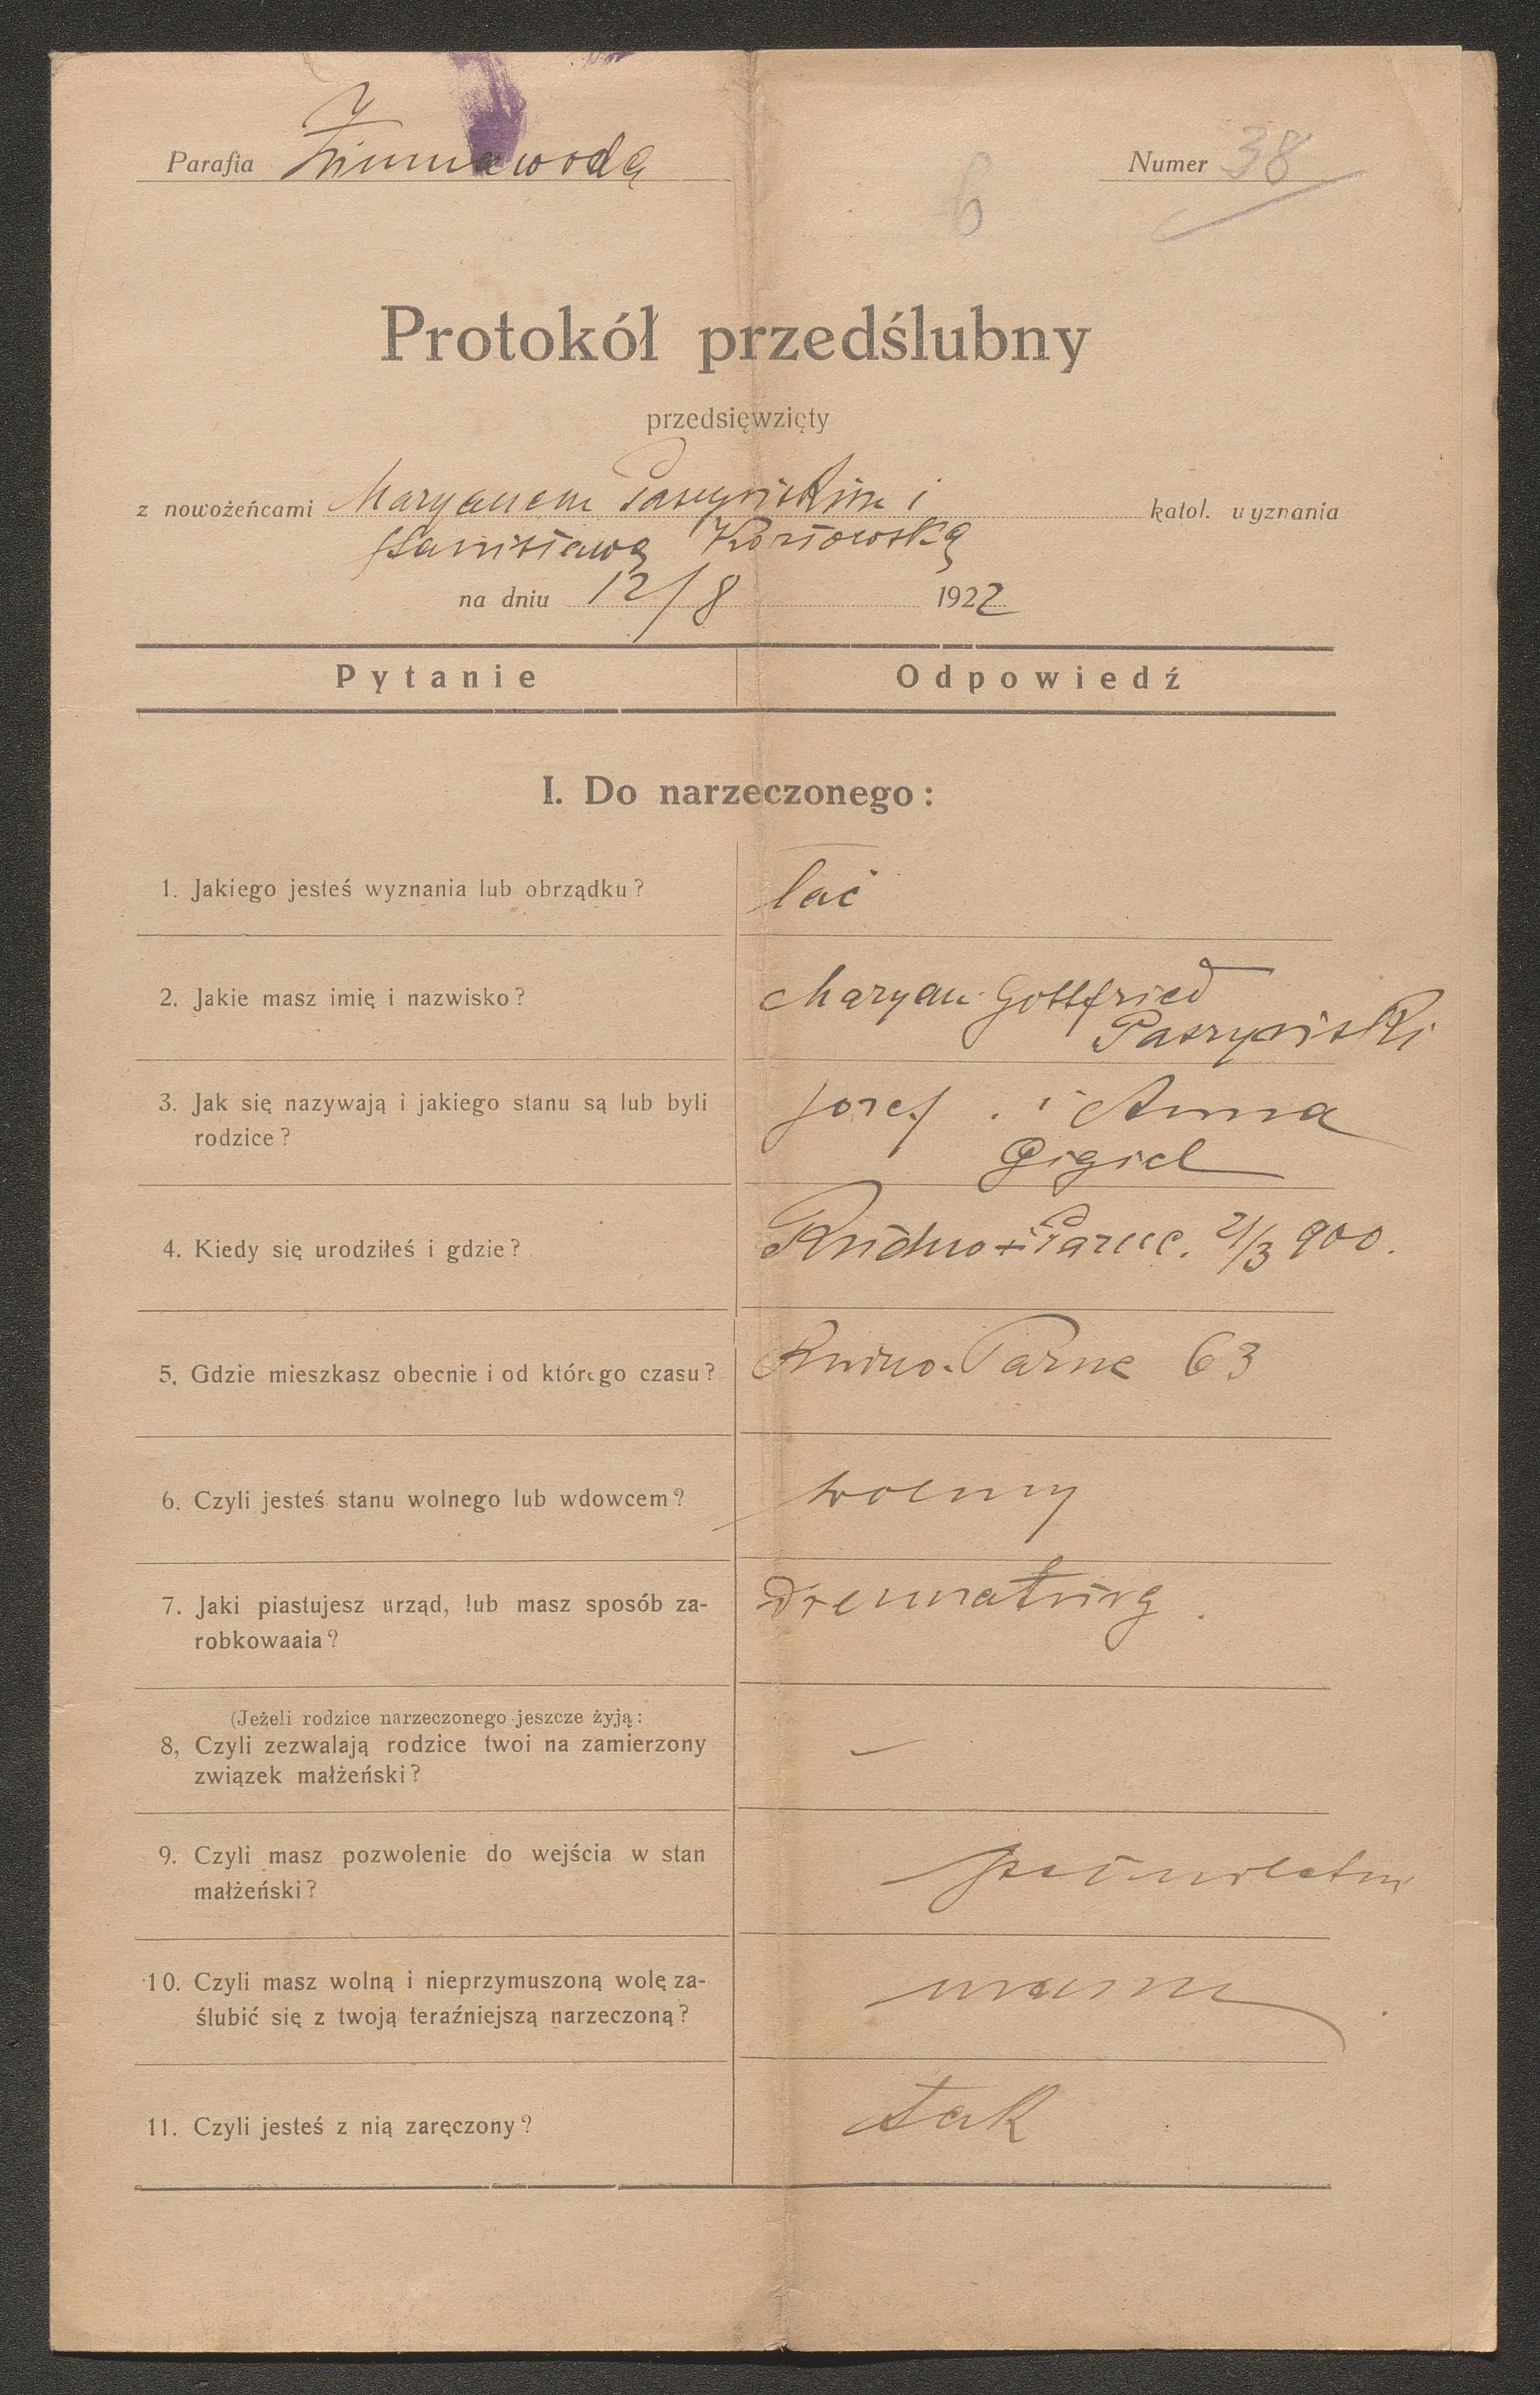 Parafia Zimnawoda
Numer 38
6
Protokół przedślubny
przedsięwzięty
z nowożeńcami Maryanem Paszyńskim i katol. wyznania
Stanisławą Kozłowską
na dniu 12/8 1922
Pytanie Odpowiedź
I. Do narzeczonego:
1. Jakiego jesteś wyznania lub obrządku? łać
2. Jakie masz imię i nazwisko? Maryan Gottfried
Paszyński
3. Jak się nazywają i jakiego stanu są lub byli Józef i Anna
rodzice? Gigiel
4. Kiedy się urodziłeś i gdzie? 2/3 900.
5. Gdzie mieszkasz obecnie i od którego czasu? 63
6. Czyli jesteś stanu wolnego lub wdowcem? wolny
7. Jaki piastujesz urząd, lub masz sposób za- Dramaturg
robkowaaia?
(Jeżeli rodzice narzeczonego jeszcze żyją:
8, Czyli zezwalają rodzice twoi na zamierzony —
związek małżeński?
9. Czyli masz pozwolenie do wejścia w stan pełnoletni
małżeński?
10. Czyli masz wolną i nieprzymuszoną wolę za- mam
ślubić się z twoją teraźniejszą narzeczoną?
11. Czyli jesteś z nią zaręczony? tak